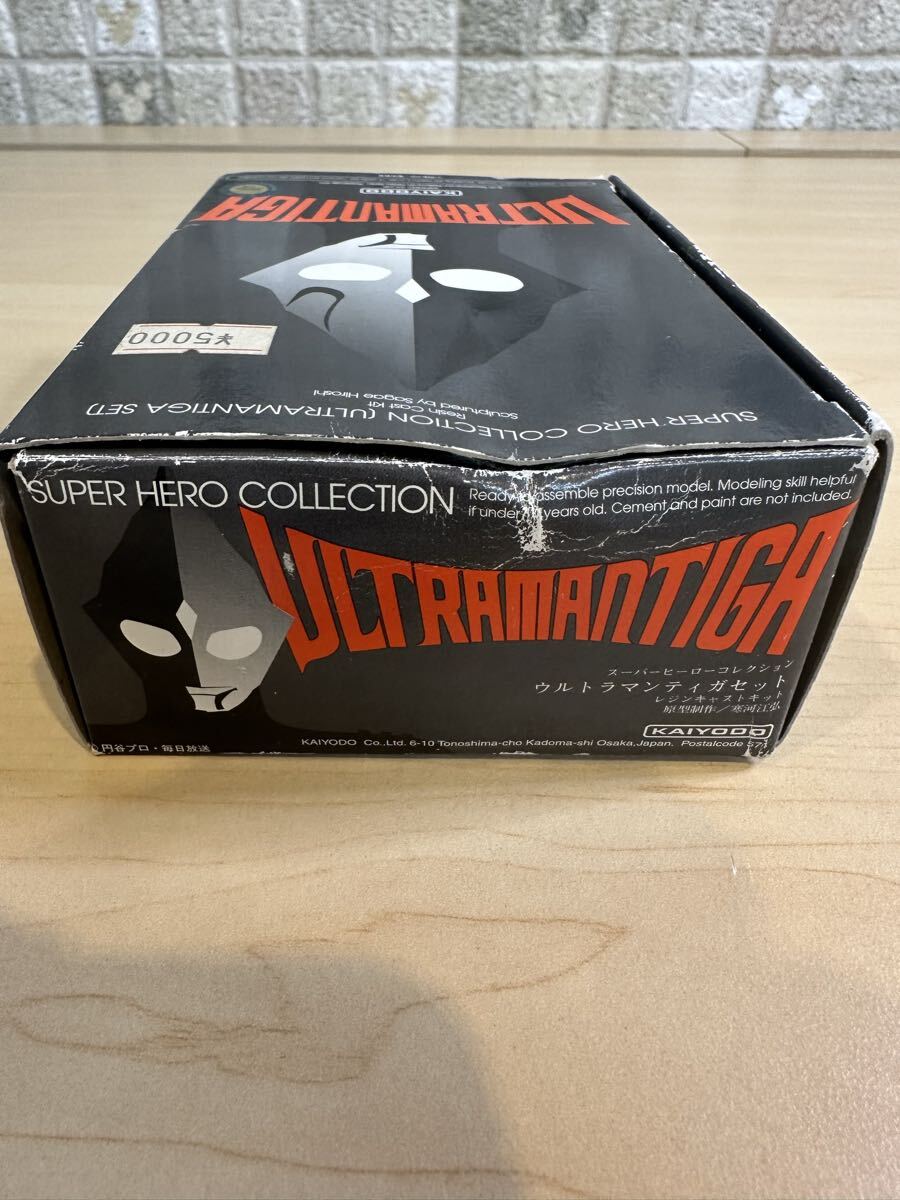 KAIYODO
ULTRAMANTIGA
¥5000
Resin Cast Kit
Sculptured by Sagae Hiroshi
SUPER HERO COLLECTION (ULTRAMANTIGA SET)
SUPER HERO COLLECTION
Ready assemble precision model. Modeling skill helpful
if under years old. Cement and paint are not included.
ULTRAMANTIGA
スーパーヒーローコレクション
ウルトラマンティガセット
レジンキャストキット
原型制作/寒河江弘
KAIYODO
円谷プロ・毎日放送
KAIYODO Co.,Ltd. 6-10 Tonoshima-cho Kadoma-shi Osaka,Japan. Postalcode 571